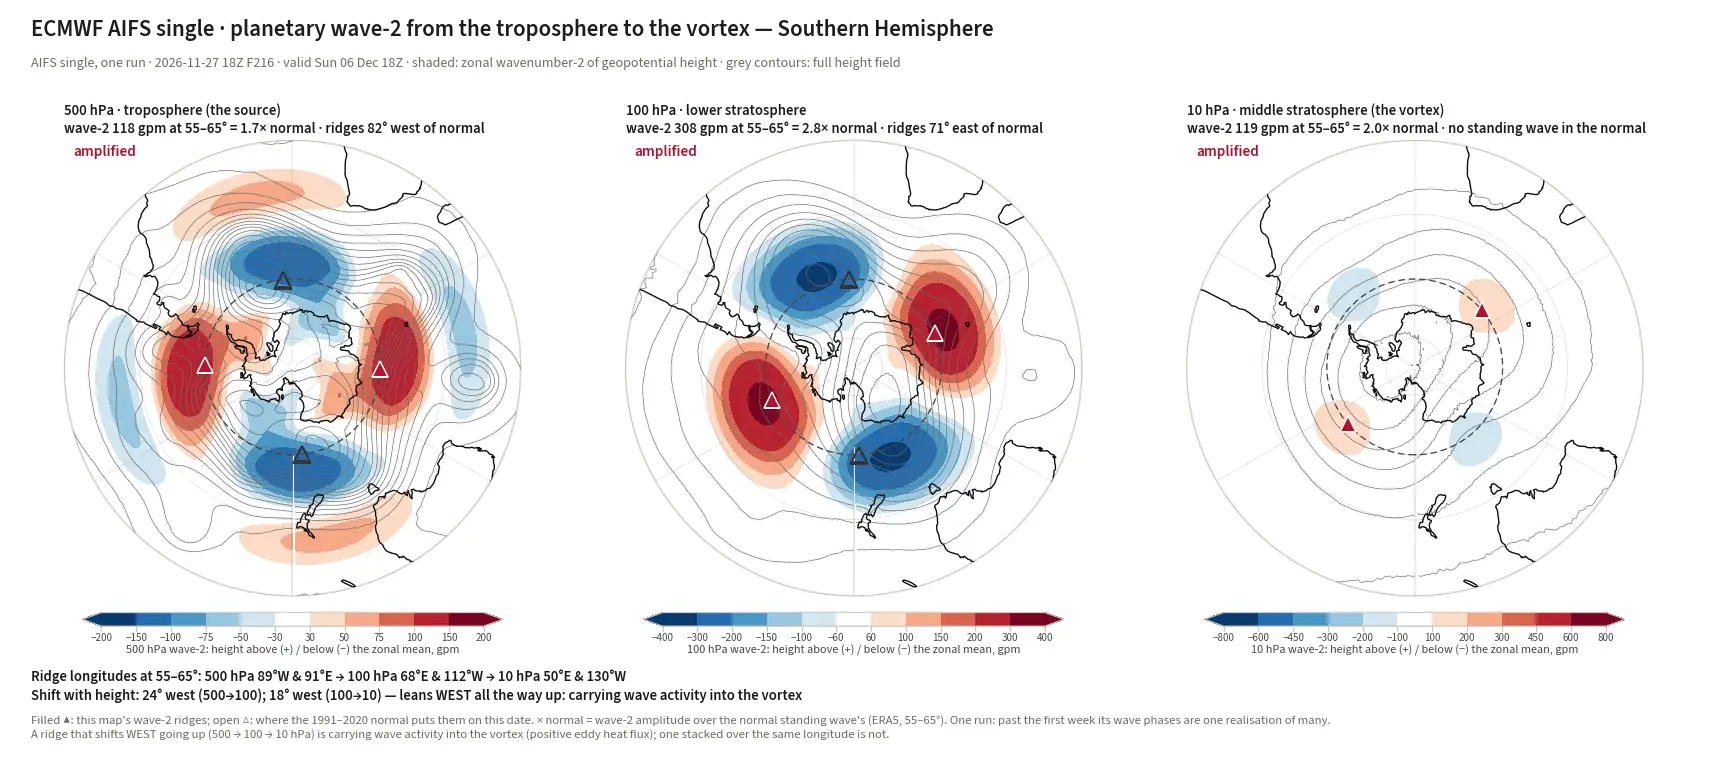 ECMWF AIFS single · planetary wave-2 from the troposphere to the vortex — Southern Hemisphere
AIFS single, one run · 2026-11-27 18Z F216 · valid Sun 06 Dec 18Z · shaded: zonal wavenumber-2 of geopotential height · grey contours: full height field
500 hPa · troposphere (the source)
wave-2 118 gpm at 55–65° = 1.7× normal · ridges 82° west of normal
amplified
100 hPa · lower stratosphere
wave-2 308 gpm at 55–65° = 2.8× normal · ridges 71° east of normal
amplified
10 hPa · middle stratosphere (the vortex)
wave-2 119 gpm at 55–65° = 2.0× normal · no standing wave in the normal
amplified
−200 −150 −100 −75 −50 −30 30 50 75 100 150 200
500 hPa wave-2: height above (+) / below (−) the zonal mean, gpm
−400 −300 −200 −150 −100 −60 60 100 150 200 300 400
100 hPa wave-2: height above (+) / below (−) the zonal mean, gpm
−800 −600 −450 −300 −200 −100 100 200 300 450 600 800
10 hPa wave-2: height above (+) / below (−) the zonal mean, gpm
Ridge longitudes at 55–65°: 500 hPa 89°W & 91°E → 100 hPa 68°E & 112°W → 10 hPa 50°E & 130°W
Shift with height: 24° west (500→100); 18° west (100→10) — leans WEST all the way up: carrying wave activity into the vortex
Filled ▲: this map's wave-2 ridges; open △: where the 1991–2020 normal puts them on this date. × normal = wave-2 amplitude over the normal standing wave's (ERA5, 55–65°). One run: past the first week its wave phases are one realisation of many.
A ridge that shifts WEST going up (500 → 100 → 10 hPa) is carrying wave activity into the vortex (positive eddy heat flux); one stacked over the same longitude is not.